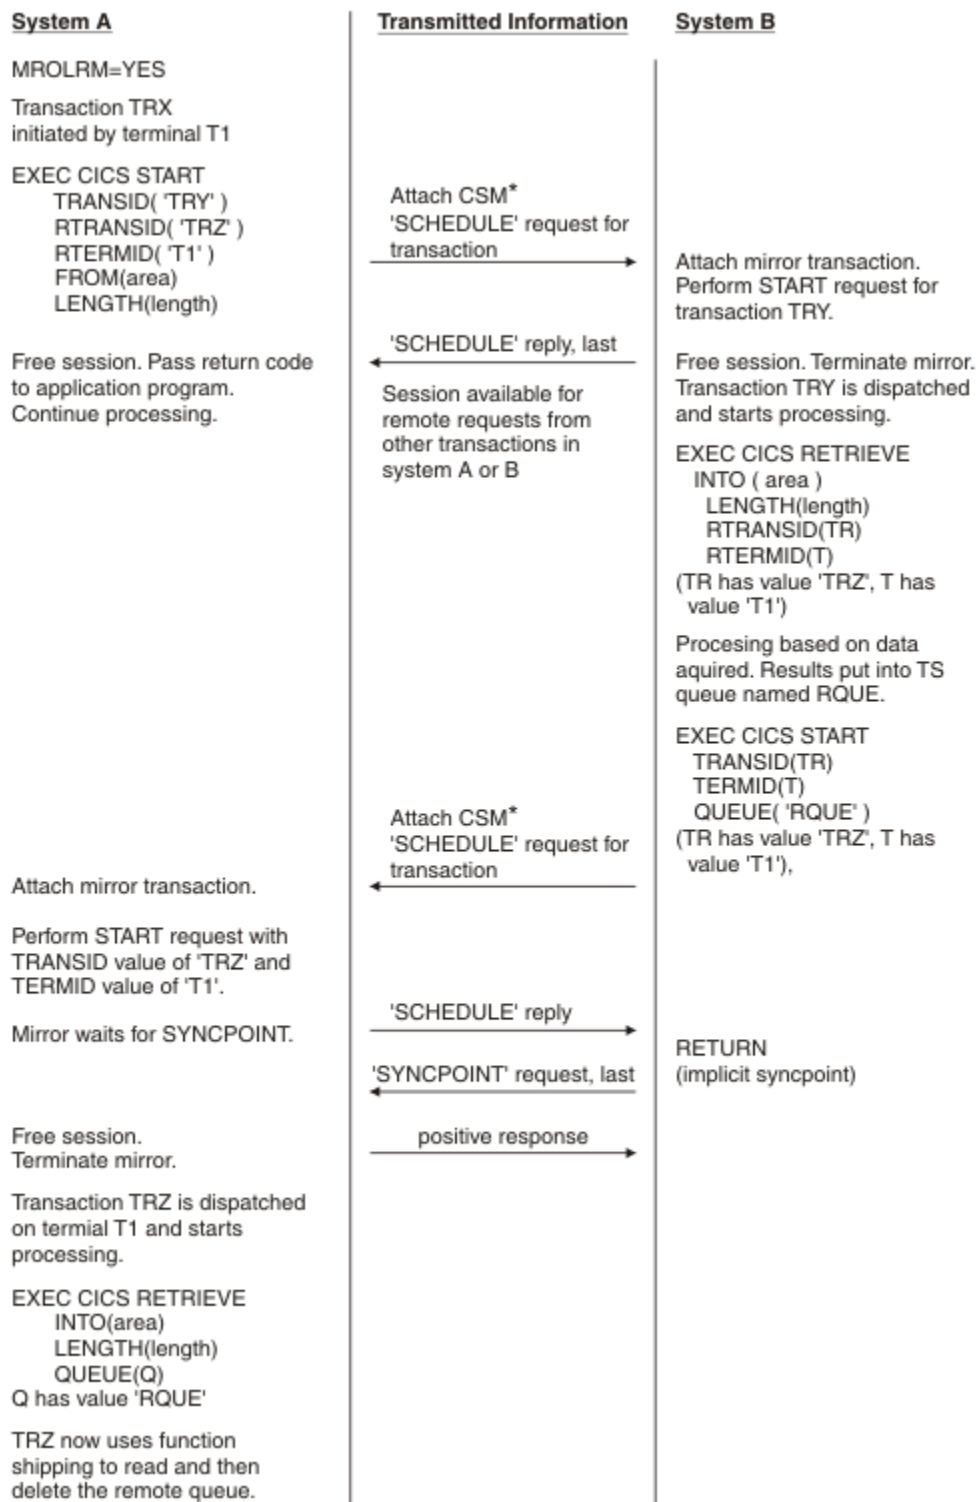 System A
Transmitted Information
System B
MROLRM=YES
Transaction TRX
initiated by terminal T1
EXEC CICS START
TRANSID( 'TRY' )
RTRANSID( 'TRZ' )
RTERMID( 'T1' )
FROM(area)
LENGTH(length)
Attach CSM*
'SCHEDULE' request for
transaction
Attach mirror transaction.
Perform START request for
transaction TRY.
'SCHEDULE' reply, last
Free session. Pass return code
to application program.
Continue processing.
Session available for
remote requests from
other transactions in
system A or B
Free session. Terminate mirror.
Transaction TRY is dispatched
and starts processing.
EXEC CICS RETRIEVE
INTO ( area )
LENGTH(length)
RTRANSID(TR)
RTERMID(T)
(TR has value 'TRZ', T has
value 'T1')
Procesing based on data
aquired. Results put into TS
queue named RQUE.
EXEC CICS START
TRANSID(TR)
TERMID(T)
QUEUE( 'RQUE' )
(TR has value 'TRZ', T has
value 'T1'),
Attach CSM*
'SCHEDULE' request for
transaction
Attach mirror transaction.
Perform START request with
TRANSID value of 'TRZ' and
TERMID value of 'T1'.
'SCHEDULE' reply
Mirror waits for SYNCPOINT.
RETURN
(implicit syncpoint)
'SYNCPOINT' request, last
Free session.
Terminate mirror.
positive response
Transaction TRZ is dispatched
on termial T1 and starts
processing.
EXEC CICS RETRIEVE
INTO(area)
LENGTH(length)
QUEUE(Q)
Q has value 'RQUE'
TRZ now uses function
shipping to read and then
delete the remote queue.